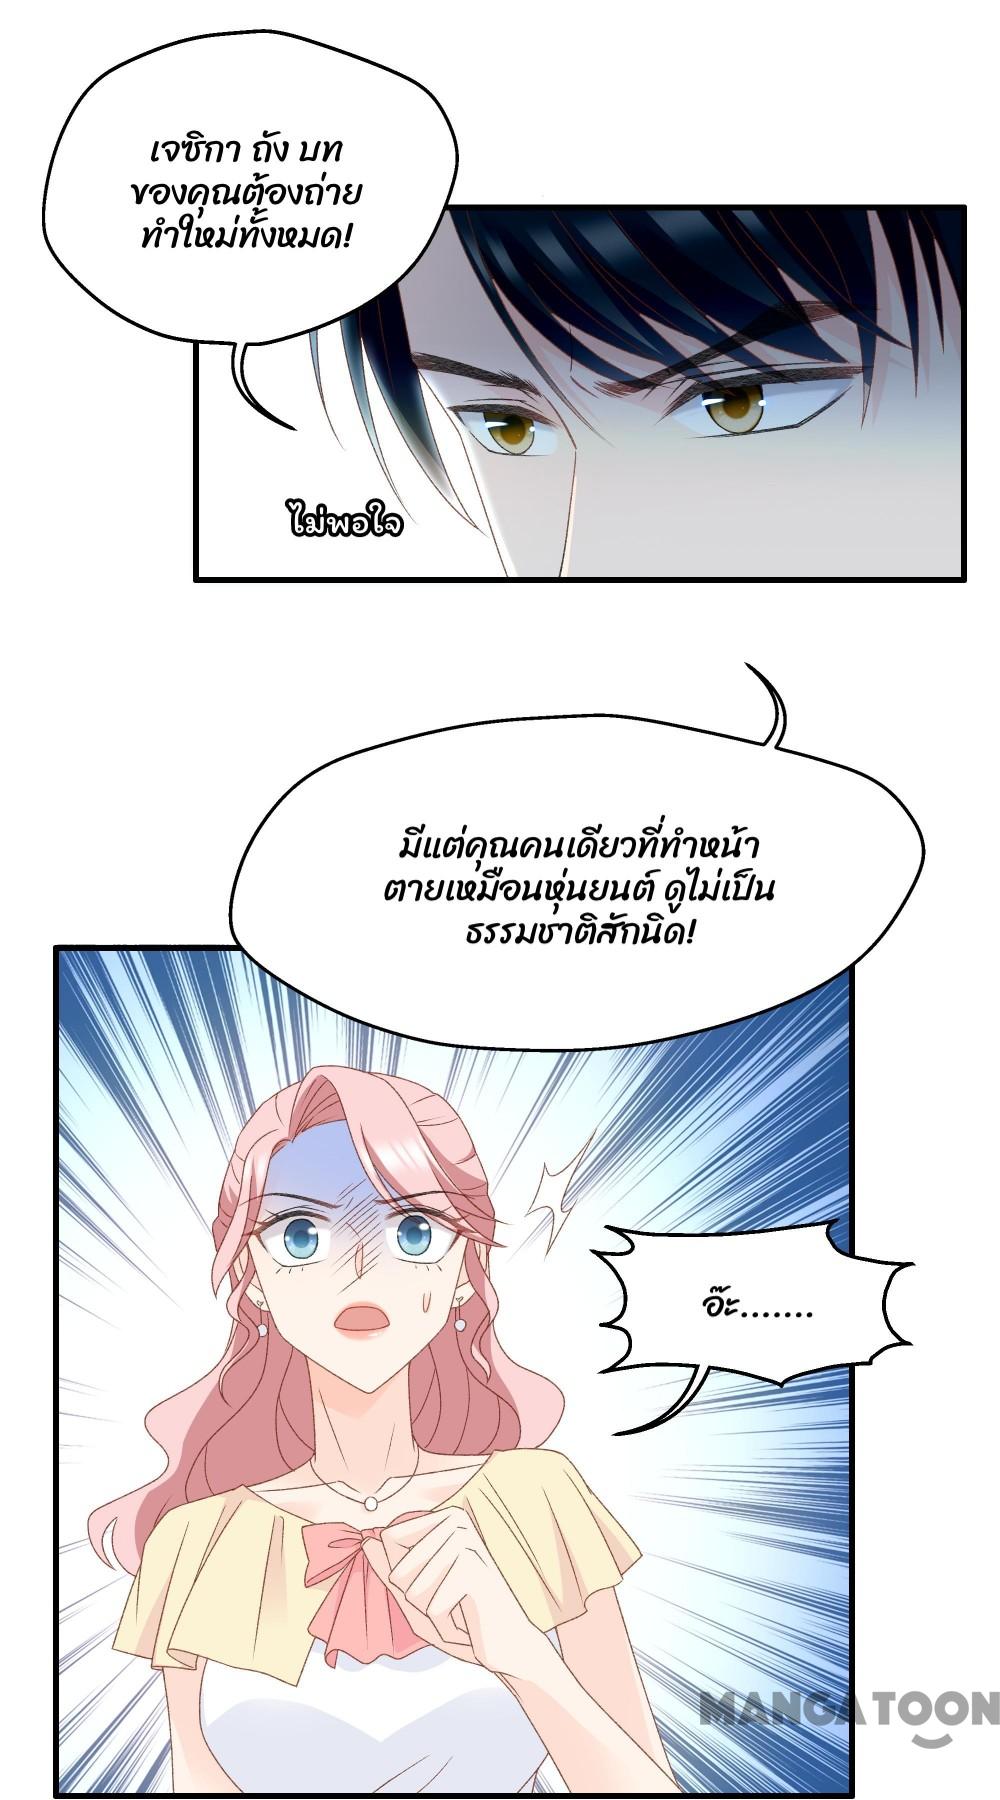 เจซิกา ถัง บท
ของคุณต้องถ่าย
ทำใหม่ทั้งหมด!
ไม่พอใจ
มีแต่คุณคนเดียวที่ทำหน้า
ตายเหมือนหุ่นยนต์ ดูไม่เป็น
ธรรมชาติสักนิด!
อ๊ะ.......
MANGATOON